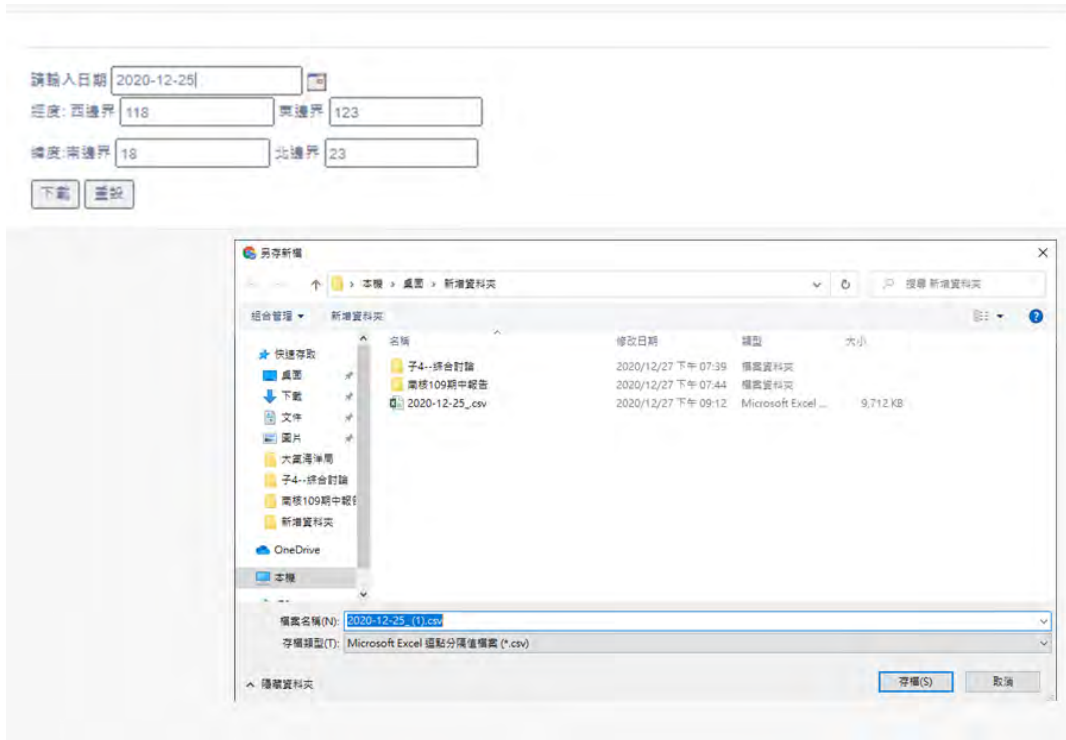 請輸入日期 2020-12-25
經度: 西邊界 118 東邊界 123
緯度:南邊界 18 北邊界 23
下載 重設
另存新檔
本機 › 桌面 › 新增資料夾 搜尋 新增資料夾
組合管理 新增資料夾
名稱 修改日期 類型 大小
快速存取
桌面
下載
文件
圖片
大氣海洋局
子4--綜合討論
南核109期中報告
新增資料夾
OneDrive
本機
子4--綜合討論 2020/12/27 下午 07:39 檔案資料夾
南核109期中報告 2020/12/27 下午 07:44 檔案資料夾
2020-12-25_.csv 2020/12/27 下午 09:12 Microsoft Excel ... 9,712 KB
檔案名稱(N): 2020-12-25_(1).csv
存檔類型(T): Microsoft Excel 逗點分隔值檔案 (*.csv)
隱藏資料夾 存檔(S) 取消